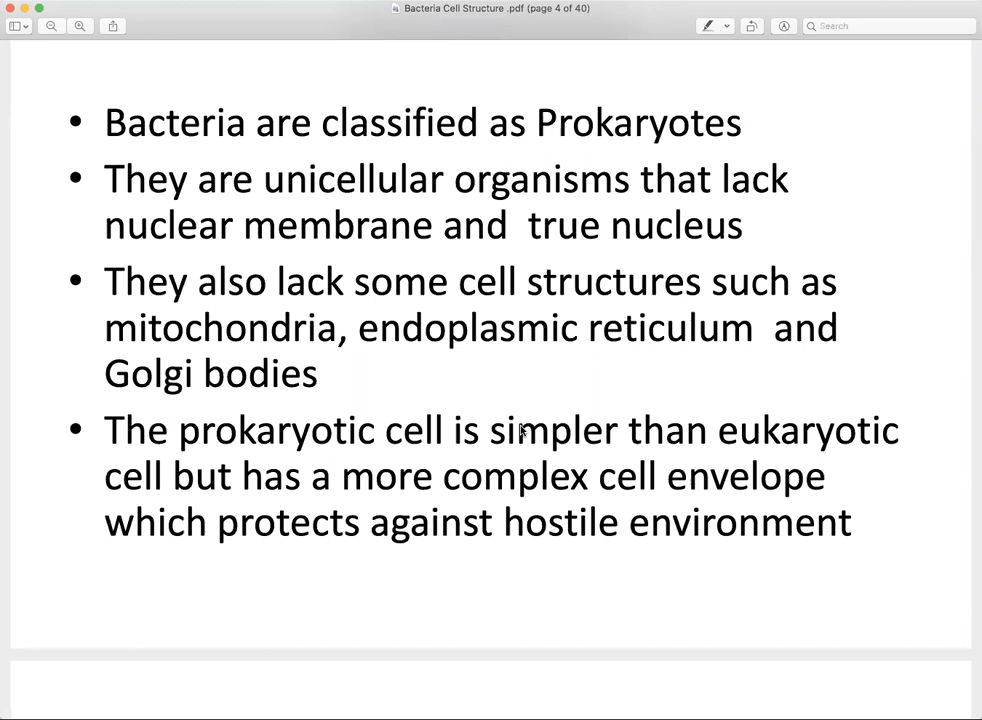 Bacteria Cell Structure .pdf (page 4 of 40)
Search
• Bacteria are classified as Prokaryotes
• They are unicellular organisms that lack
nuclear membrane and  true nucleus
• They also lack some cell structures such as
mitochondria, endoplasmic reticulum  and
Golgi bodies
• The prokaryotic cell is simpler than eukaryotic
cell but has a more complex cell envelope
which protects against hostile environment